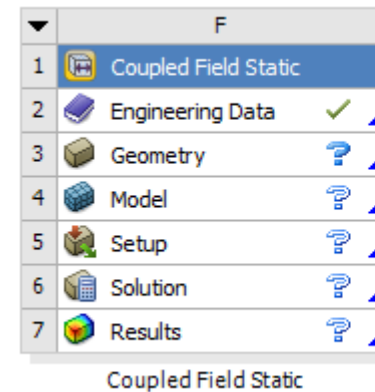 F
1 Coupled Field Static
2 Engineering Data
3 Geometry
4 Model
5 Setup
6 Solution
7 Results
Coupled Field Static